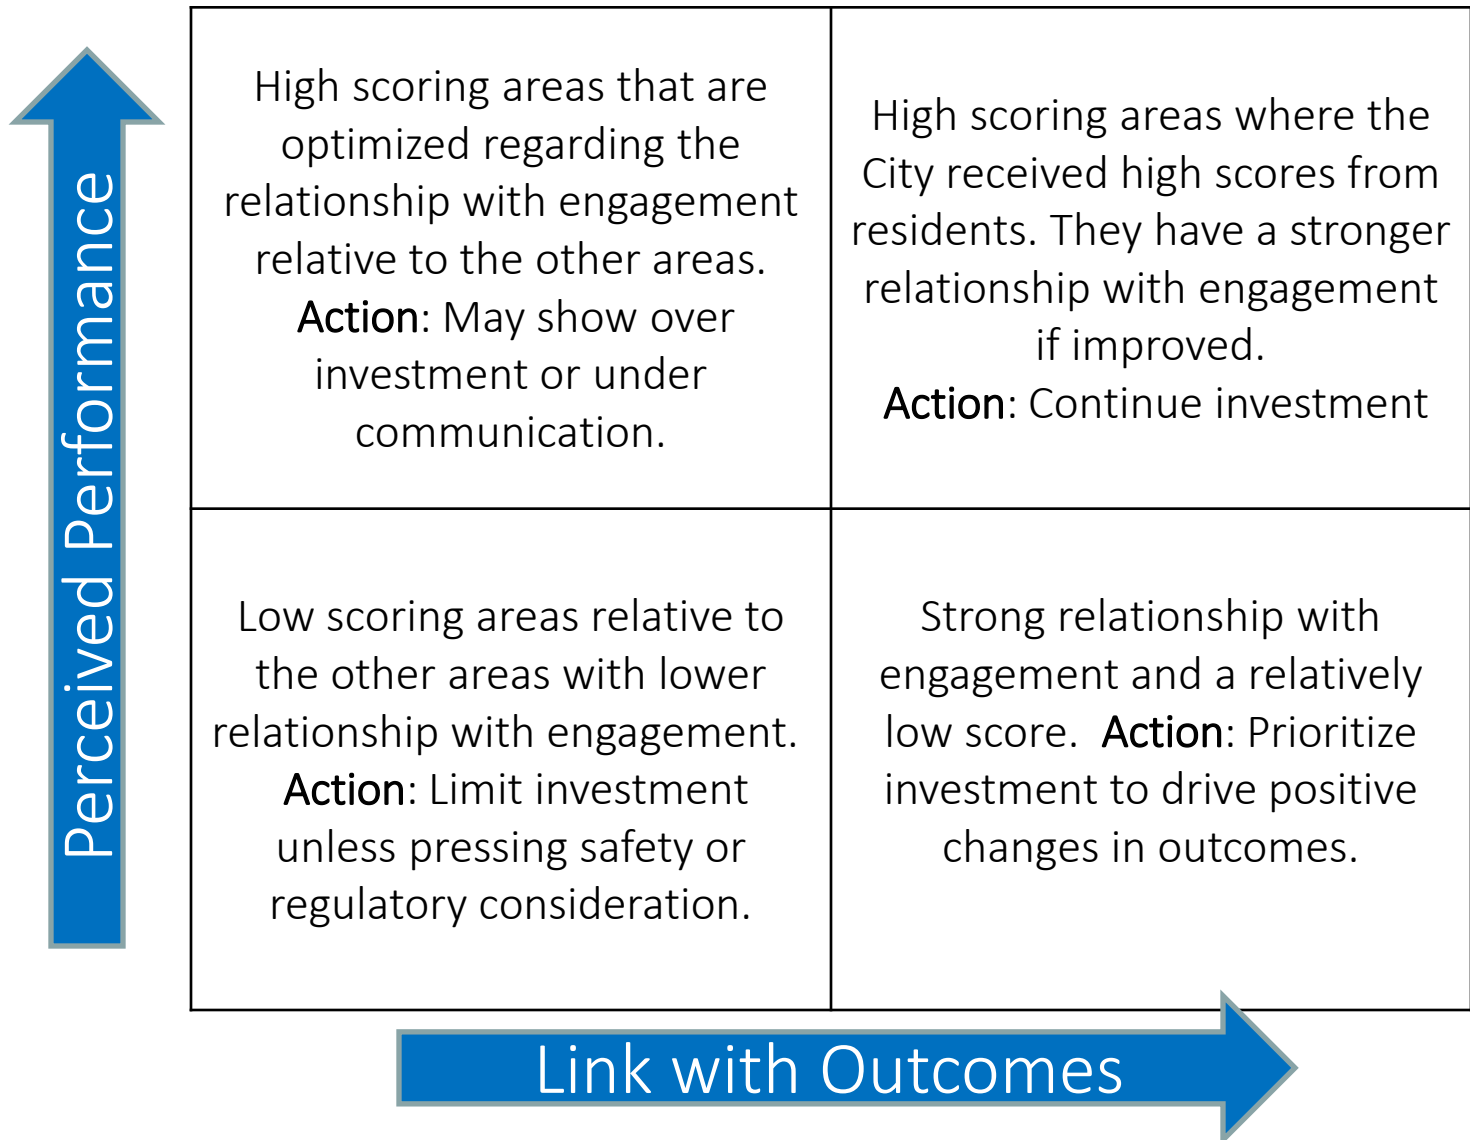 Perceived Performance
High scoring areas that are
optimized regarding the
relationship with engagement
relative to the other areas.
Action: May show over
investment or under
communication.
High scoring areas where the
City received high scores from
residents. They have a stronger
relationship with engagement
if improved.
Action: Continue investment
Low scoring areas relative to
the other areas with lower
relationship with engagement.
Action: Limit investment
unless pressing safety or
regulatory consideration.
Strong relationship with
engagement and a relatively
low score.  Action: Prioritize
investment to drive positive
changes in outcomes.
Link with Outcomes